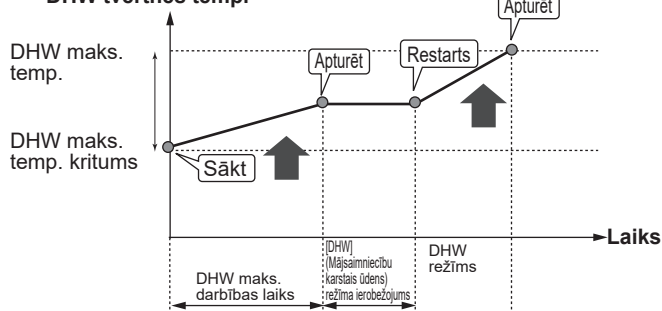 DHW tvertnes temp.
Apturēt
DHW maks.
temp.
Apturēt
Restarts
DHW maks.
temp. kritums
Sākt
Laiks
DHW maks.
darbības laiks
[DHW]
(Mājsaimniecību
karstais ūdens)
režīma ierobežojums
DHW
režīms